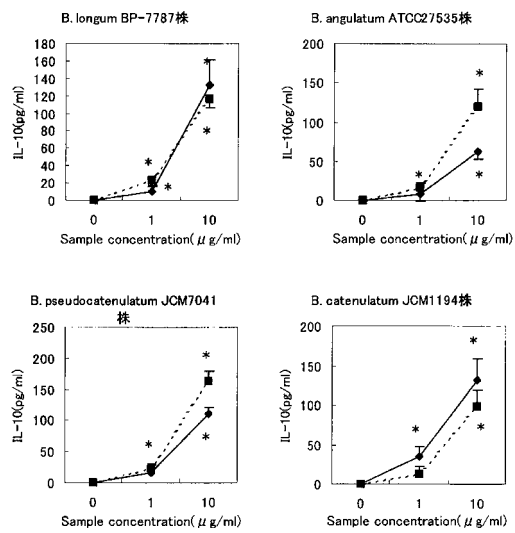 B. longum BP-7787株
IL-10(pg/ml)
180
160
140
120
100
80
60
40
20
0
* * * *
0 1 10
Sample concentration(μg/ml)
B. angulatum ATCC27535株
IL-10(pg/ml)
200
150
100
50
0
* * *
0 1 10
Sample concentration(μg/ml)
B. pseudocatenulatum JCM7041
株
IL-10(pg/ml)
250
200
150
100
50
0
* * *
0 1 10
Sample concentration(μg/ml)
B. catenulatum JCM1194株
IL-10(pg/ml)
200
150
100
50
0
* * *
0 1 10
Sample concentration(μg/ml)